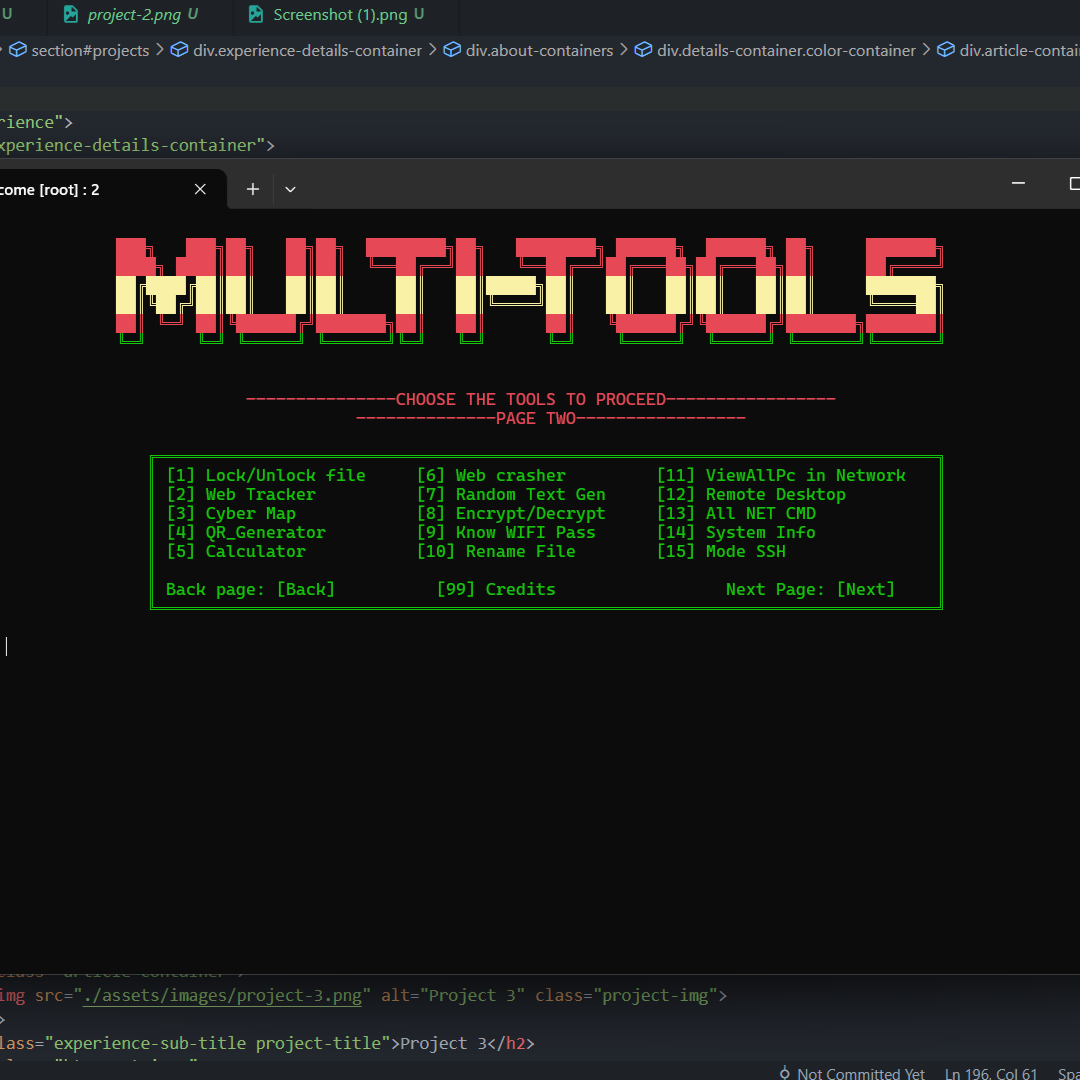 U project-2.png U Screenshot (1).png U
section#projects > div.experience-details-container > div.about-containers > div.details-container.color-container > div.article-contai
rience">
xperience-details-container">
come [root] : 2
MULTI-TOOLS
---------------CHOOSE THE TOOLS TO PROCEED-----------------
--------------PAGE TWO-----------------
[1] Lock/Unlock file [6] Web crasher [11] ViewAllPc in Network
[2] Web Tracker [7] Random Text Gen [12] Remote Desktop
[3] Cyber Map [8] Encrypt/Decrypt [13] All NET CMD
[4] QR_Generator [9] Know WIFI Pass [14] System Info
[5] Calculator [10] Rename File [15] Mode SSH
Back page: [Back] [99] Credits Next Page: [Next]
img src="./assets/images/project-3.png" alt="Project 3" class="project-img">
>
lass="experience-sub-title project-title">Project 3</h2>
Not Committed Yet Ln 196, Col 61 Spa